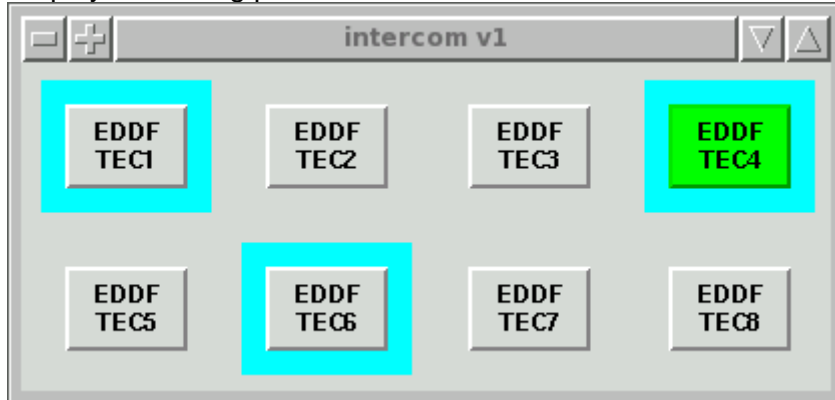 intercom v1
EDDF
TEC1
EDDF
TEC2
EDDF
TEC3
EDDF
TEC4
EDDF
TEC5
EDDF
TEC6
EDDF
TEC7
EDDF
TEC8